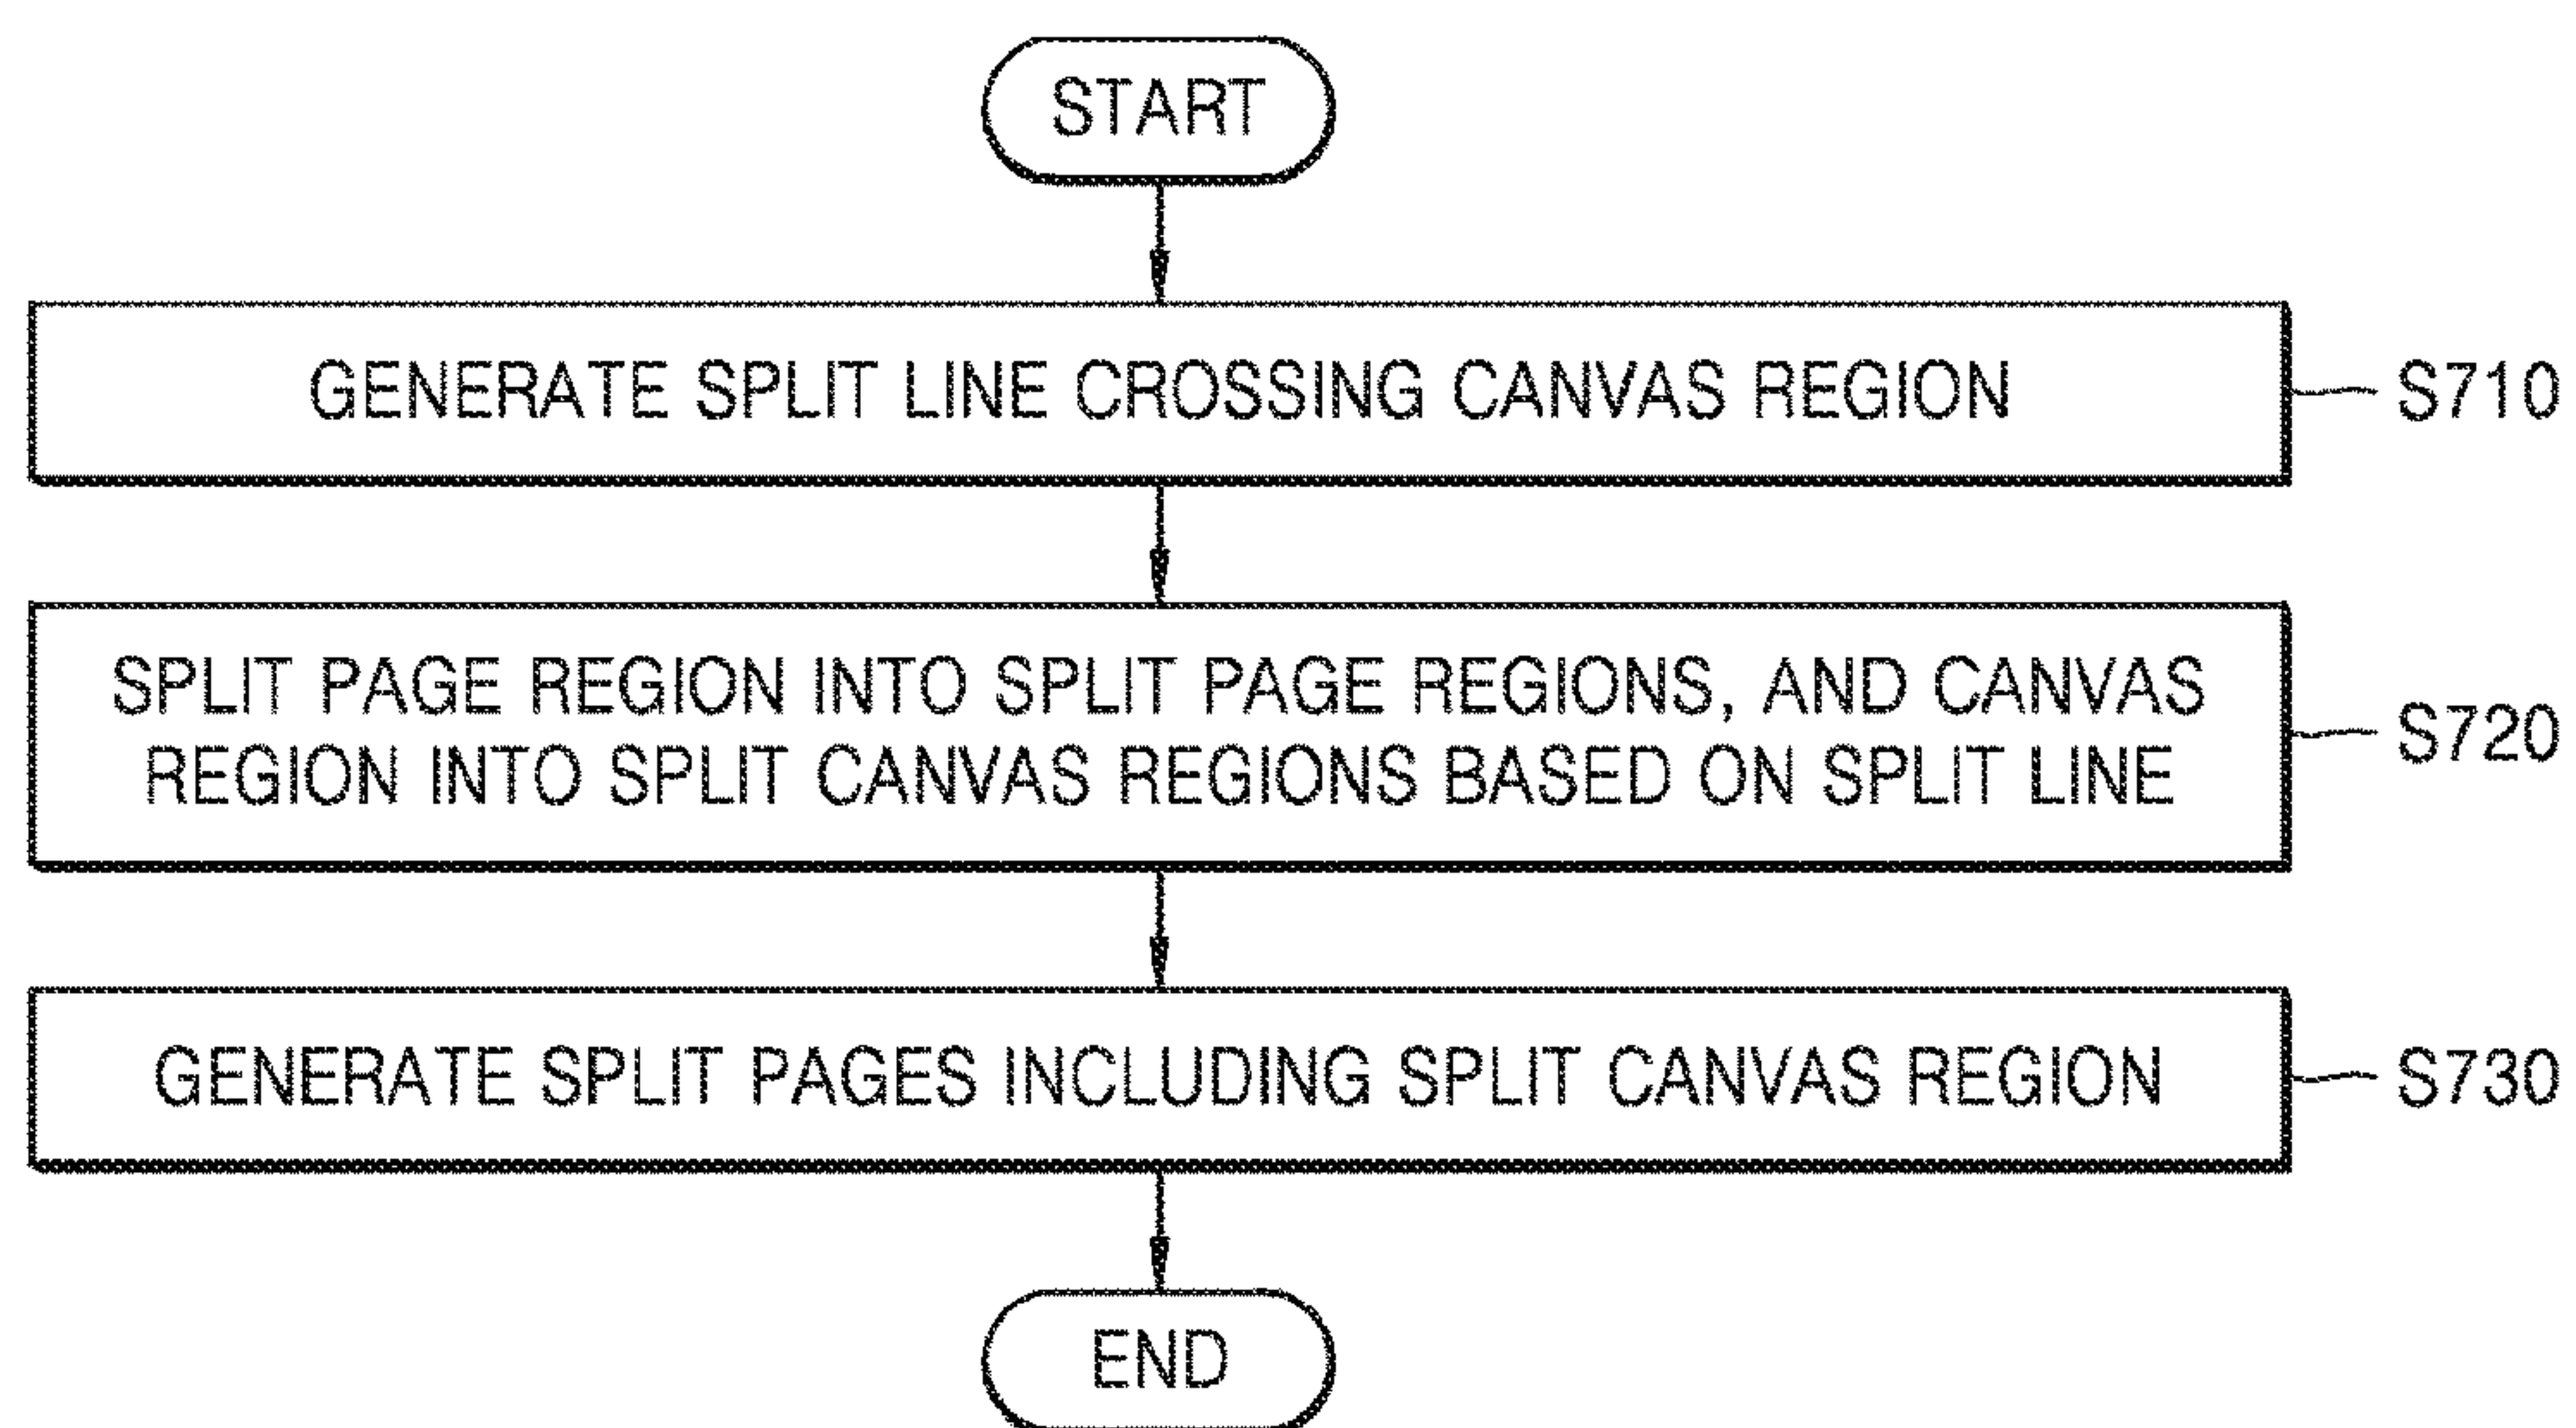 START
GENERATE SPLIT LINE CROSSING CANVAS REGION
S710
SPLIT PAGE REGION INTO SPLIT PAGE REGIONS, AND CANVAS
REGION INTO SPLIT CANVAS REGIONS BASED ON SPLIT LINE
S720
GENERATE SPLIT PAGES INCLUDING SPLIT CANVAS REGION
S730
END